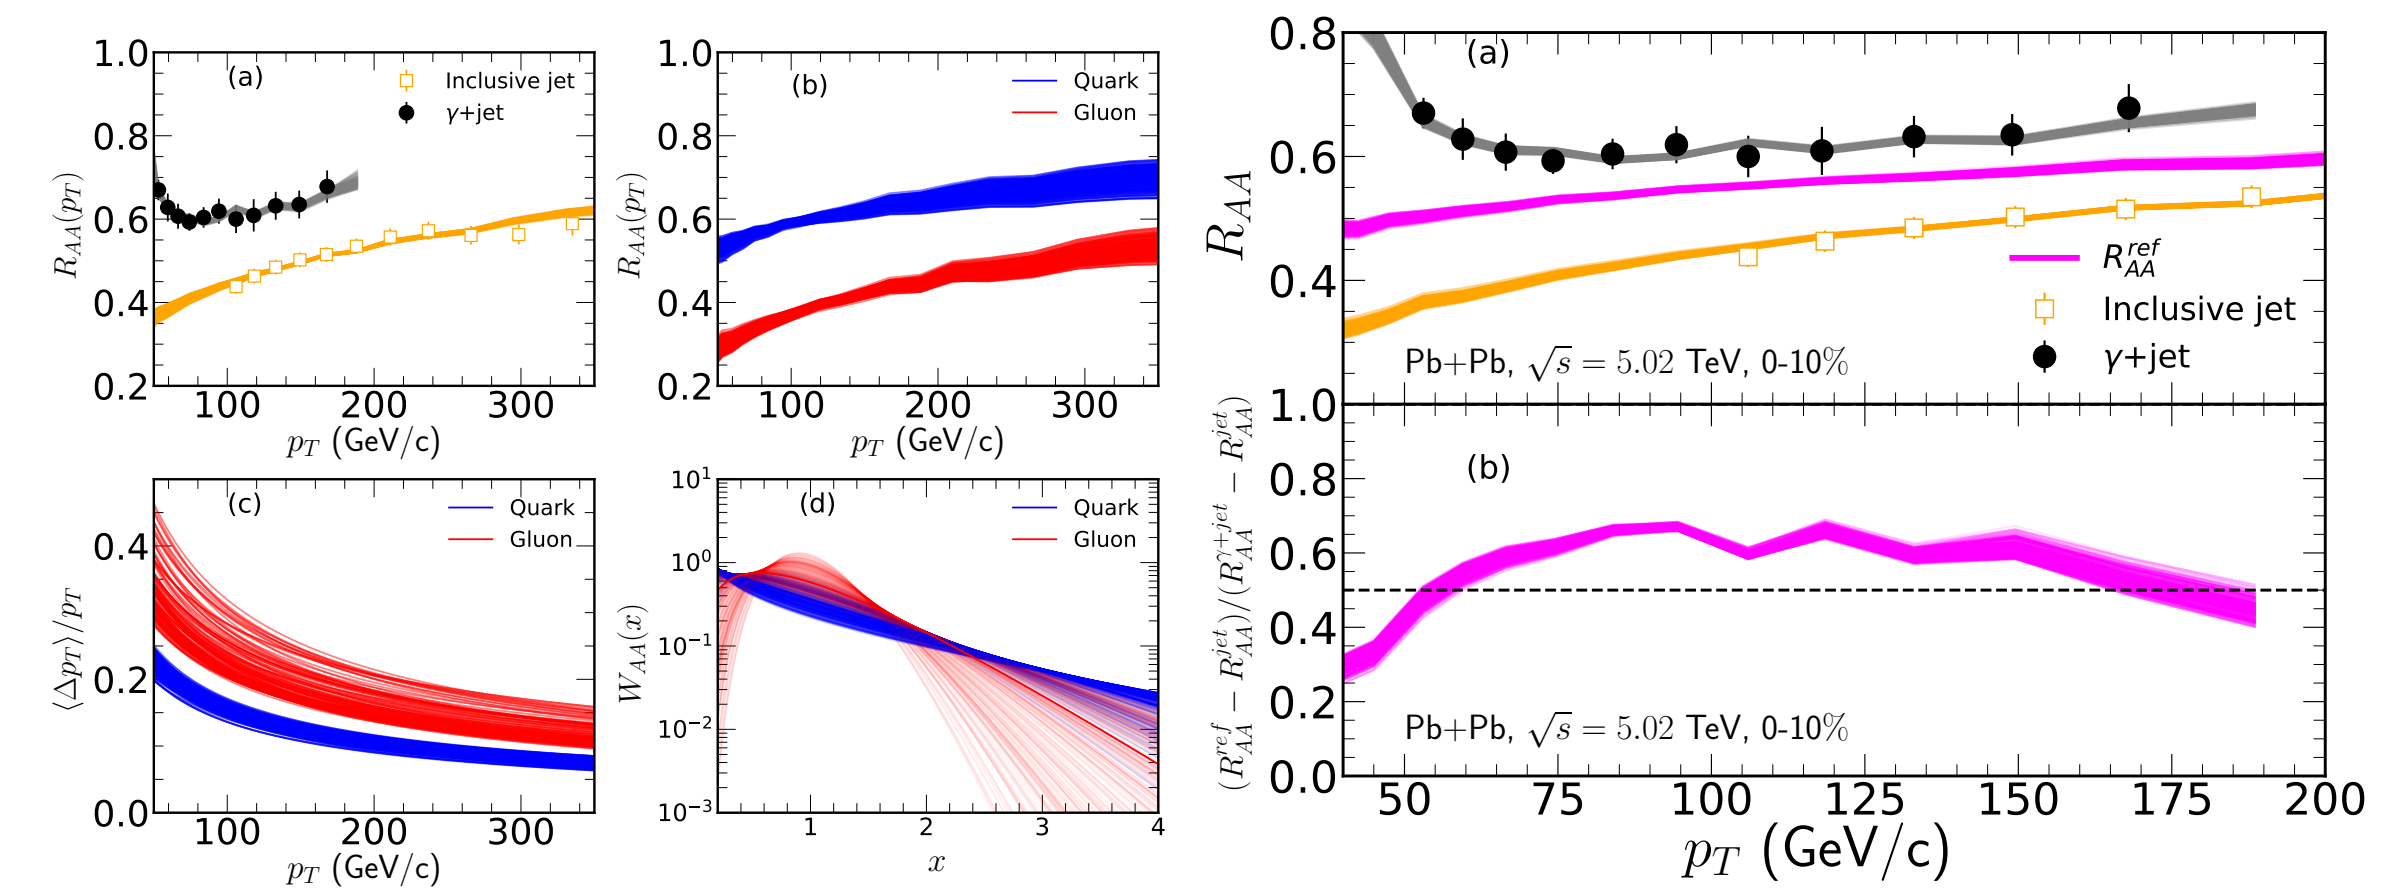 (a)
Inclusive jet
γ+jet
1.0
0.8
0.6
0.4
0.2
R_AA(p_T)
100 200 300
p_T (GeV/c)
(b)
Quark
Gluon
1.0
0.8
0.6
0.4
0.2
R_AA(p_T)
100 200 300
p_T (GeV/c)
(c)
Quark
Gluon
0.4
0.2
0.0
⟨Δp_T⟩/p_T
100 200 300
p_T (GeV/c)
(d)
Quark
Gluon
10^1
10^0
10^−1
10^−2
10^−3
W_AA(x)
1 2 3 4
x
(a)
0.8
0.6
0.4
R_AA
R_AA^ref
Inclusive jet
γ+jet
Pb+Pb, √s = 5.02 TeV, 0-10%
(b)
1.0
0.8
0.6
0.4
0.2
0.0
(R_AA^ref − R_AA^jet)/(R_AA^γ+jet − R_AA^jet)
Pb+Pb, √s = 5.02 TeV, 0-10%
50 75 100 125 150 175 200
p_T (GeV/c)